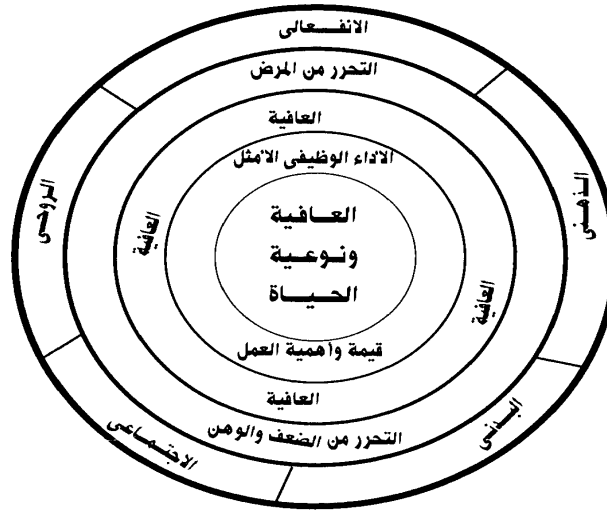 الانفعالى
التحرر من المرض
العافية
الاداء الوظيفى الأمثل
الروحى
العافية
العافية
ونوعية
الحياة
العافية
الذهنى
قيمة وأهمية العمل
العافية
التحرر من الضعف والوهن
الاجتماعى
البدنى